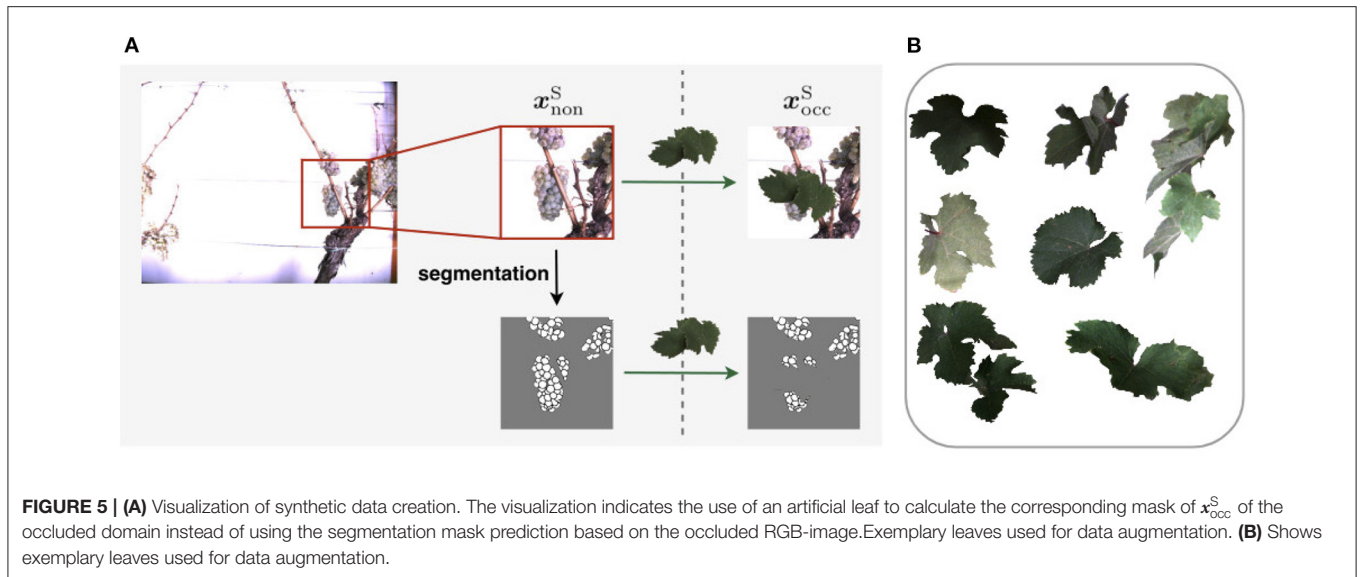 A
B
x^S_non
x^S_occ
segmentation
FIGURE 5 | (A) Visualization of synthetic data creation. The visualization indicates the use of an artificial leaf to calculate the corresponding mask of x^S_occ of the
occluded domain instead of using the segmentation mask prediction based on the occluded RGB-image.Exemplary leaves used for data augmentation. (B) Shows
exemplary leaves used for data augmentation.